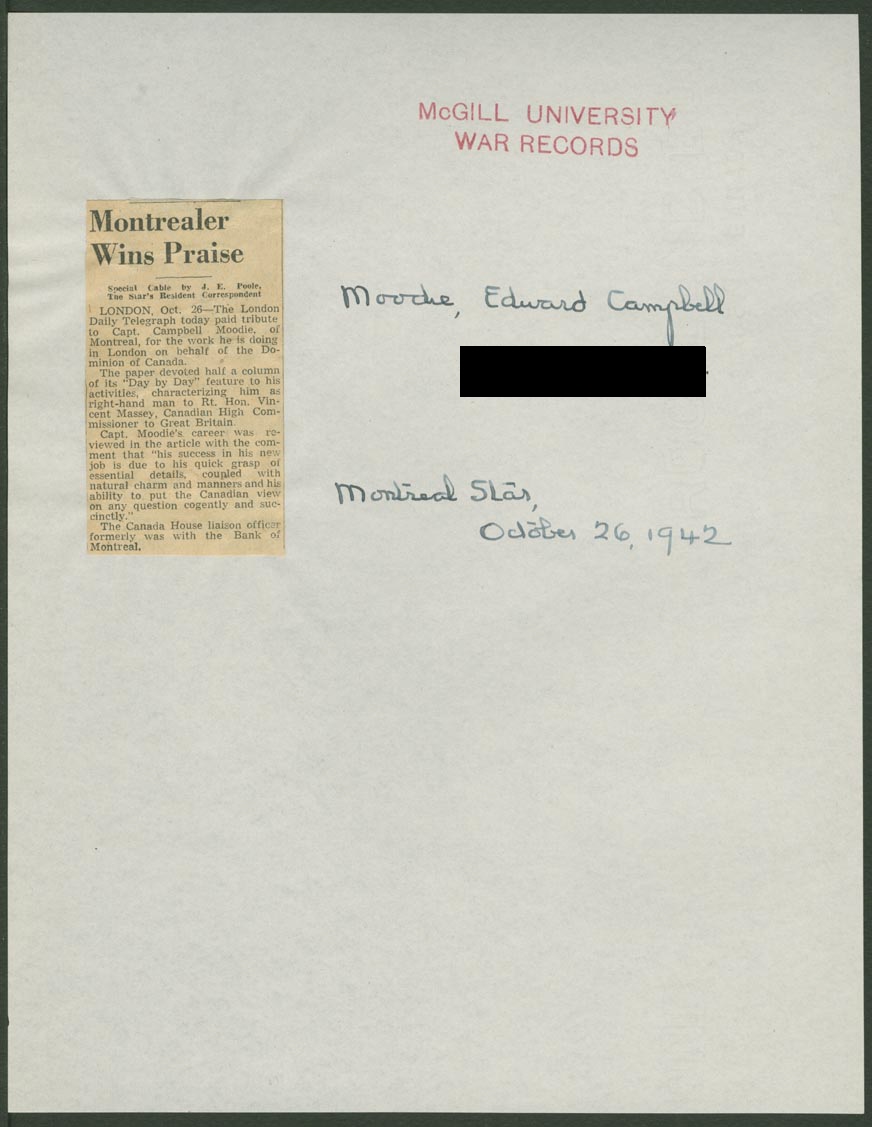 McGILL UNIVERSITY
WAR RECORDS
Montrealer
Wins Praise
Special Cable by J. E. Poole,
The Star's Resident Correspondent
LONDON, Oct. 26—The London
Daily Telegraph today paid tribute
to Capt. Campbell Moodie, of
Montreal, for the work he is doing
in London on behalf of the Do-
minion of Canada.
The paper devoted half a column
of its "Day by Day" feature to his
activities, characterizing him as
right-hand man to Rt. Hon. Vin-
cent Massey, Canadian High Com-
missioner to Great Britain.
Capt. Moodie's career was re-
viewed in the article with the com-
ment that "his success in his new
job is due to his quick grasp of
essential details, coupled with
natural charm and manners and his
ability to put the Canadian view
on any question cogently and suc-
cinctly."
The Canada House liaison officer
formerly was with the Bank of
Montreal.
Moodie, Edward Campbell
Montreal Star,
October 26, 1942